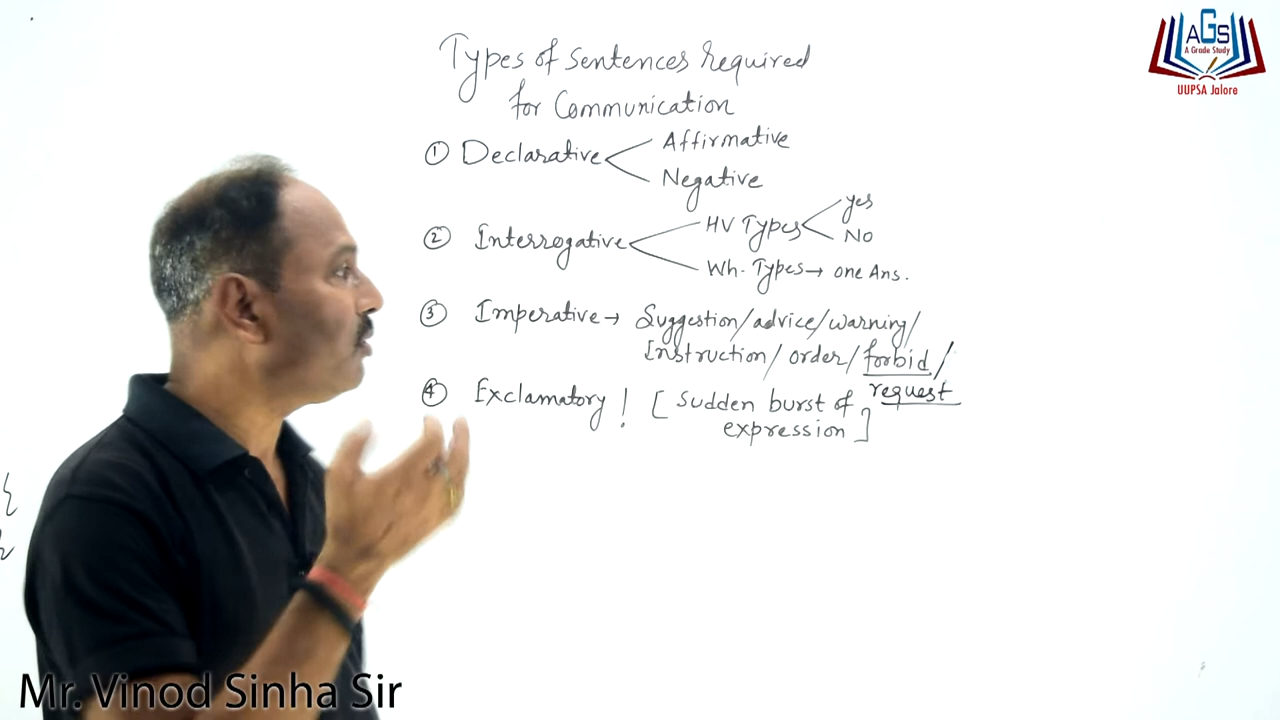 AGS
A Grade Study
UUPSA Jalore
Types of sentences required
for Communication
① Declarative
Affirmative
Negative
② Interrogative
HV Types
yes
No
Wh. Types → one Ans.
③ Imperative → Suggestion/advice/warning/
Instruction/ order/ forbid/
request
④ Exclamatory ! [ Sudden burst of
expression ]
Mr. Vinod Sinha Sir